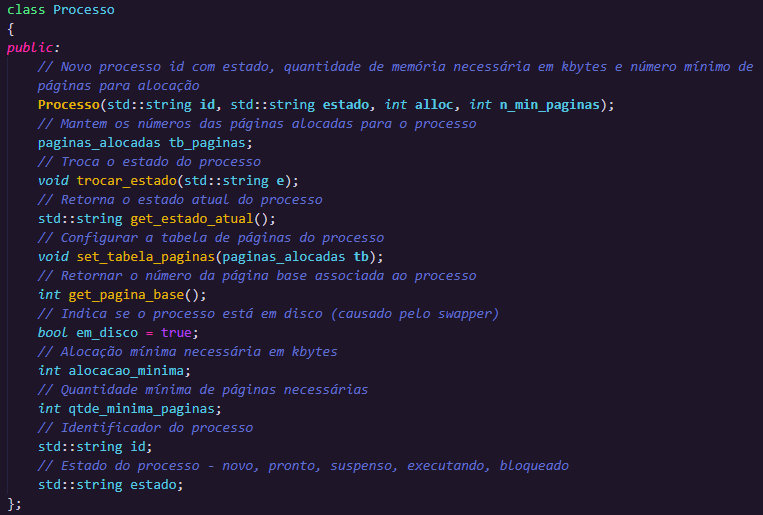 class Processo
{
public:
    // Novo processo id com estado, quantidade de memória necessária em kbytes e número mínimo de
    páginas para alocação
    Processo(std::string id, std::string estado, int alloc, int n_min_paginas);
    // Mantem os números das páginas alocadas para o processo
    paginas_alocadas tb_paginas;
    // Troca o estado do processo
    void trocar_estado(std::string e);
    // Retorna o estado atual do processo
    std::string get_estado_atual();
    // Configurar a tabela de páginas do processo
    void set_tabela_paginas(paginas_alocadas tb);
    // Retornar o número da página base associada ao processo
    int get_pagina_base();
    // Indica se o processo está em disco (causado pelo swapper)
    bool em_disco = true;
    // Alocação mínima necessária em kbytes
    int alocacao_minima;
    // Quantidade mínima de páginas necessárias
    int qtde_minima_paginas;
    // Identificador do processo
    std::string id;
    // Estado do processo - novo, pronto, suspenso, executando, bloqueado
    std::string estado;
};